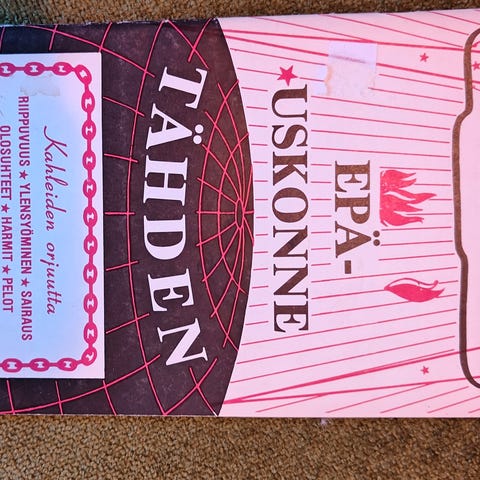 EPÄ-
★USKONNE
TÄHDEN
Kahleiden orjuutta
RIIPPUVUUS ★ YLENSYÖMINEN ★ SAIRAUS
OLOSUHTEET ★ HARMIT ★ PELOT